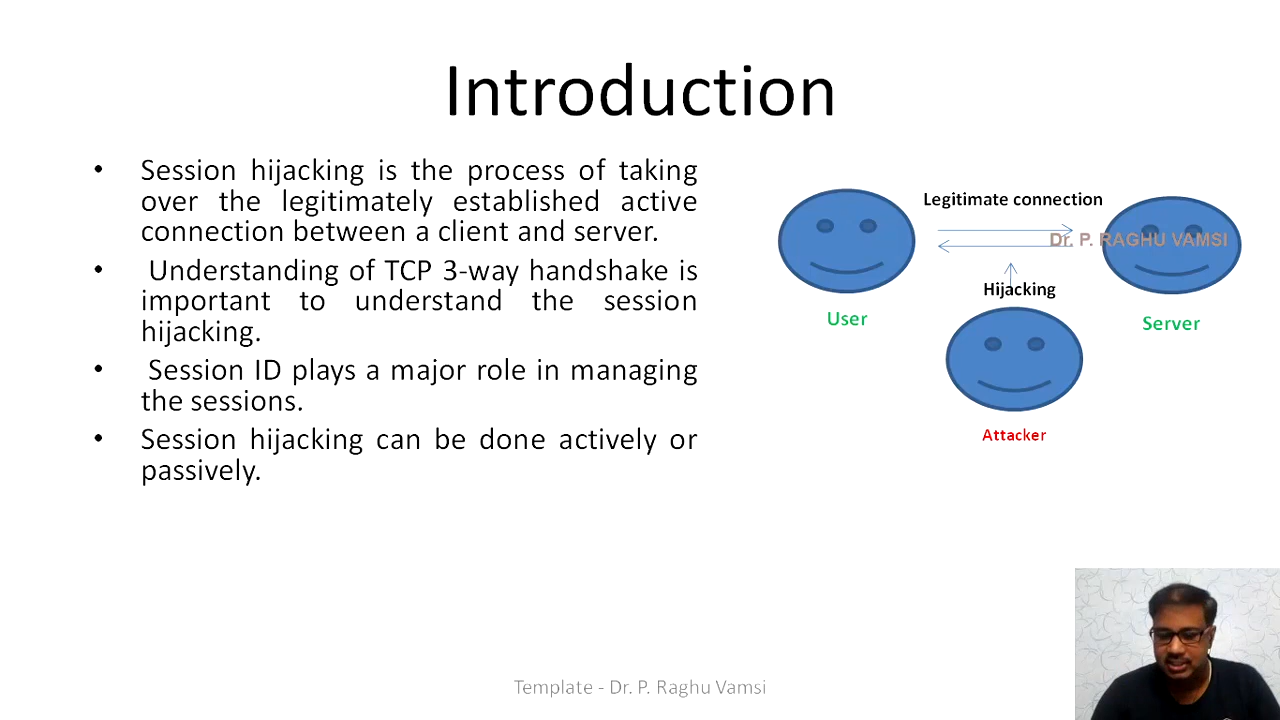 Introduction
• Session hijacking is the process of taking
over the legitimately established active
connection between a client and server.
• Understanding of TCP 3-way handshake is
important to understand the session
hijacking.
• Session ID plays a major role in managing
the sessions.
• Session hijacking can be done actively or
passively.
Legitimate connection
Dr. P. RAGHU VAMSI
Hijacking
User
Server
Attacker
Template - Dr. P. Raghu Vamsi